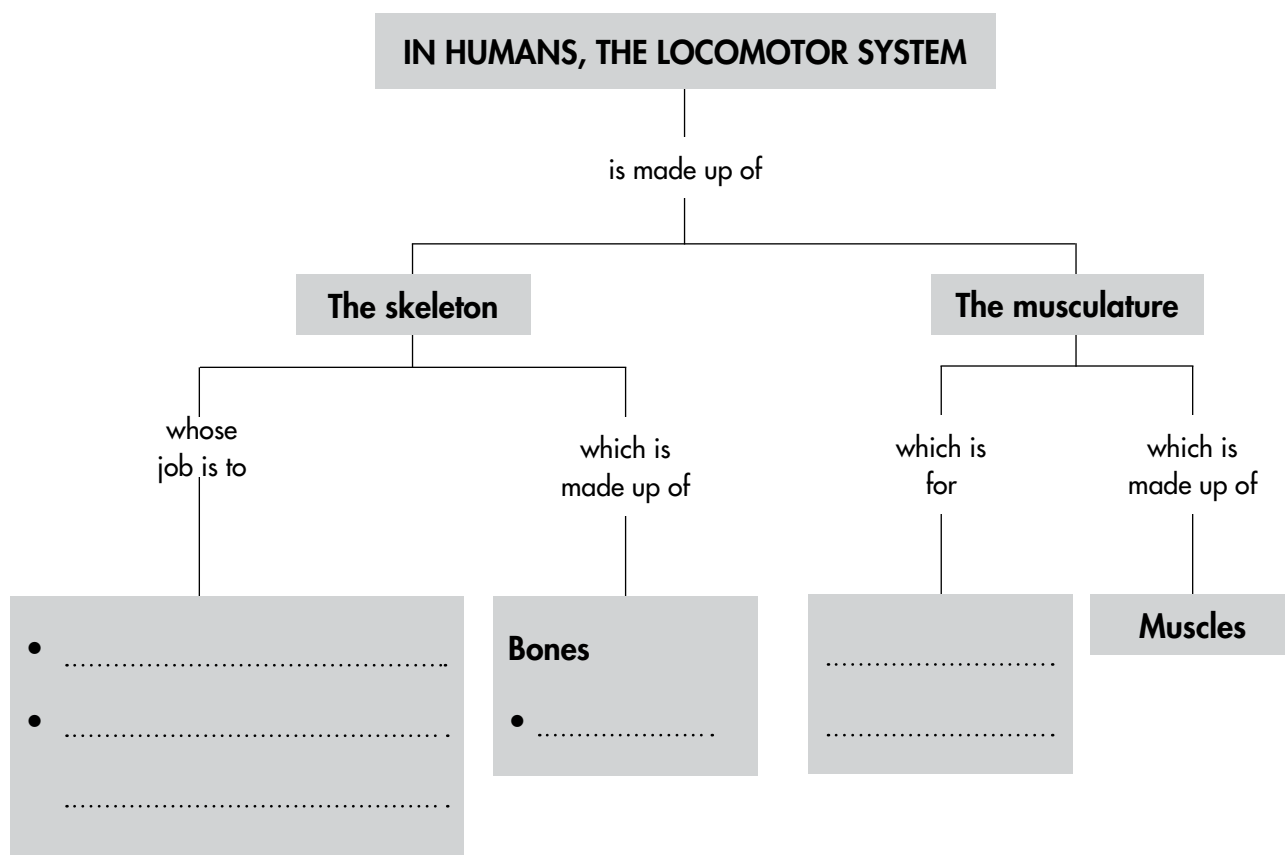 IN HUMANS, THE LOCOMOTOR SYSTEM
is made up of
The skeleton
The musculature
whose
job is to
which is
made up of
which is
for
which is
made up of
Bones
Muscles